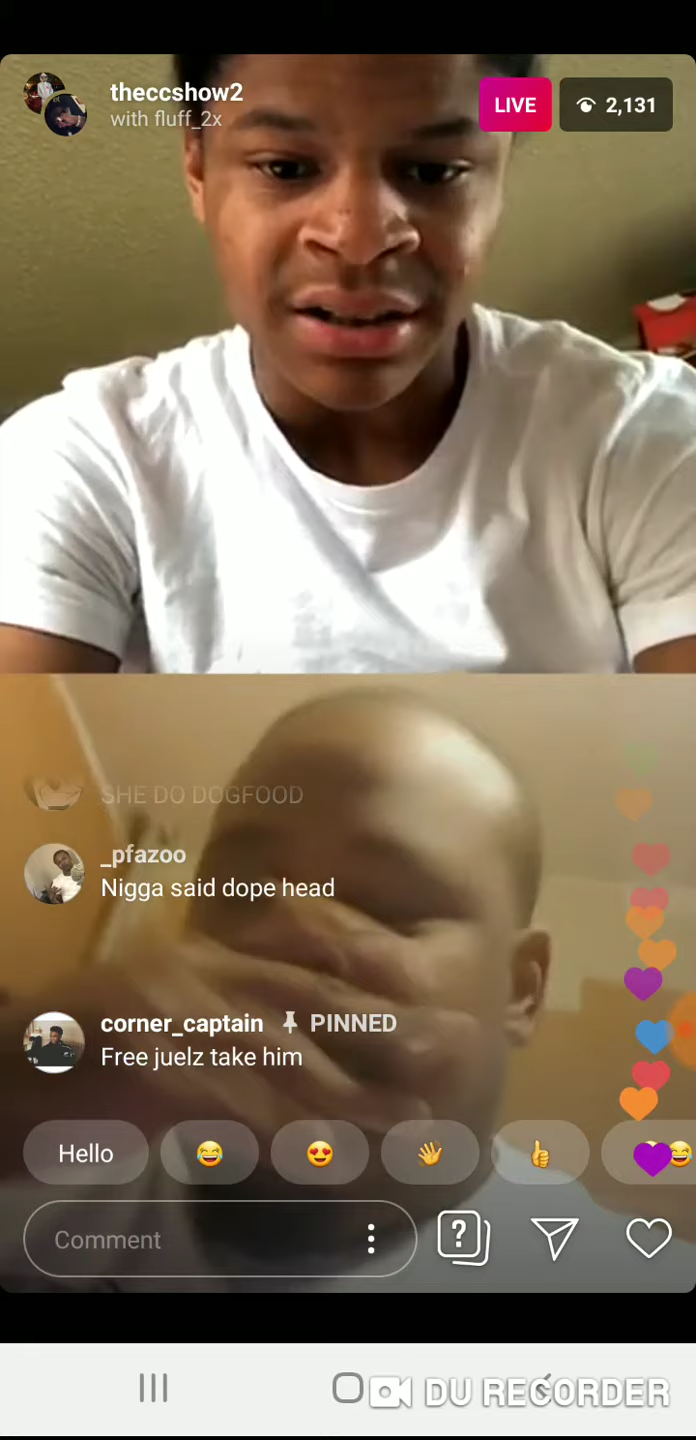 theccshow2
with fluff_2x
LIVE
2,131
SHE DO DOGFOOD
_pfazoo
Nigga said dope head
corner_captain PINNED
Free juelz take him
Hello
Comment
?
DU RECORDER